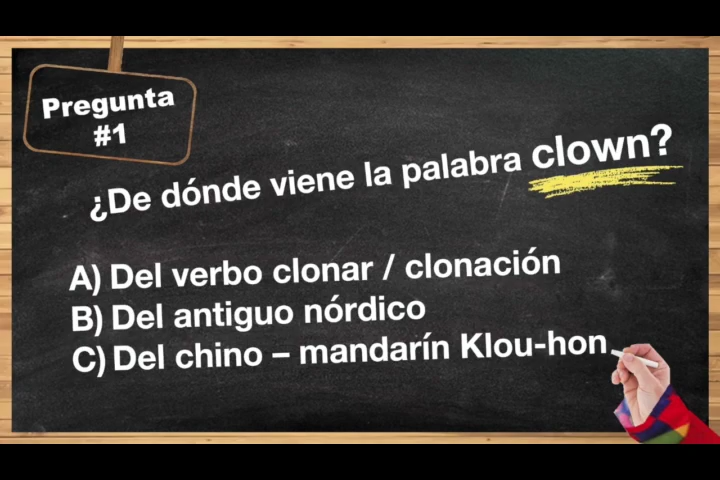 Pregunta
#1
¿De dónde viene la palabra clown?
A) Del verbo clonar / clonación
B) Del antiguo nórdico
C) Del chino – mandarín Klou-hon